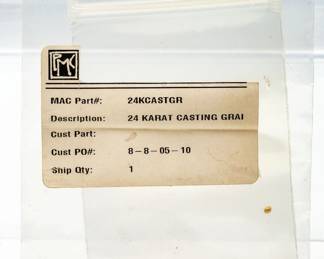 PMC
MAC Part#: 24KCASTGR
Description: 24 KARAT CASTING GRAI
Cust Part:
Cust PO#: 8-8-05-10
Ship Qty: 1